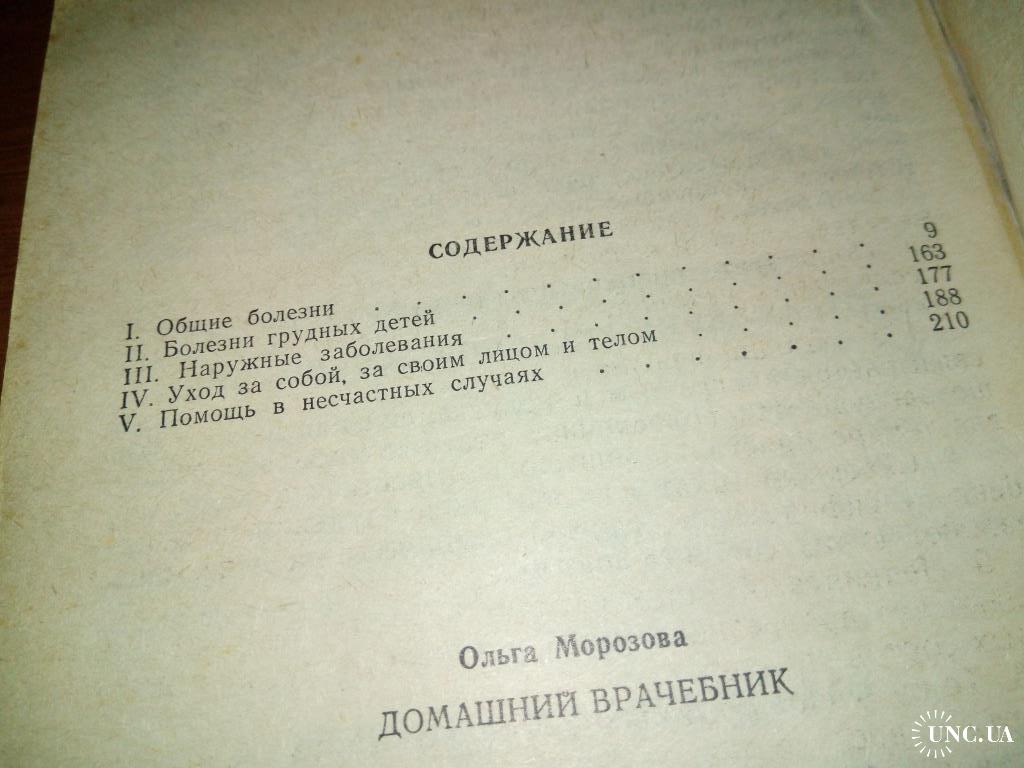 СОДЕРЖАНИЕ
I. Общие болезни . . . . . . . . . . . . 9
II. Болезни грудных детей . . . . . . . . . . 163
III. Наружные заболевания . . . . . . . . . 177
IV. Уход за собой, за своим лицом и телом . . . . . 188
V. Помощь в несчастных случаях . . . . . . . 210
Ольга Морозова
ДОМАШНИЙ ВРАЧЕБНИК
UNC.UA